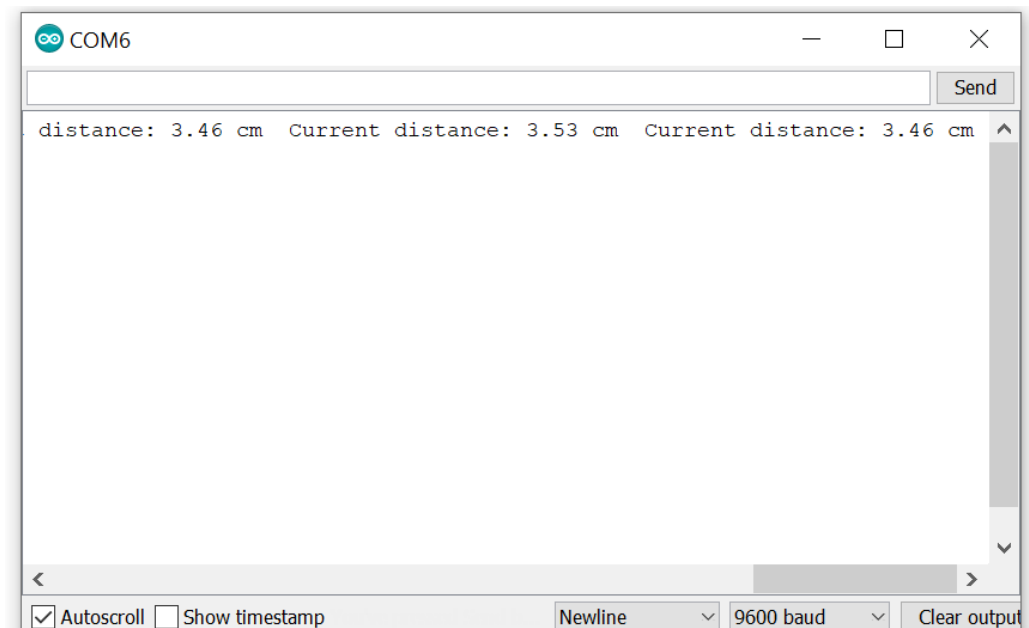 COM6
Send
distance: 3.46 cm  Current distance: 3.53 cm  Current distance: 3.46 cm
Autoscroll Show timestamp Newline 9600 baud Clear output